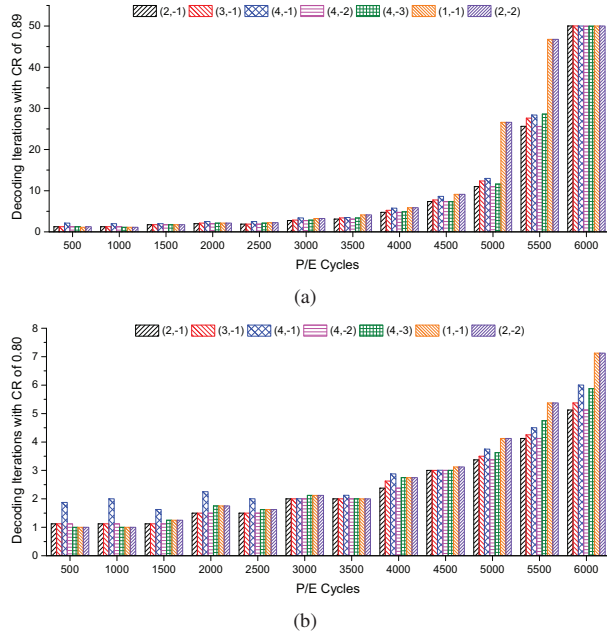 (2,-1) (3,-1) (4,-1) (4,-2) (4,-3) (1,-1) (2,-2)
Decoding Iterations with CR of 0.89
50
40
30
20
10
0
500 1000 1500 2000 2500 3000 3500 4000 4500 5000 5500 6000
P/E Cycles
(a)
(2,-1) (3,-1) (4,-1) (4,-2) (4,-3) (1,-1) (2,-2)
Decoding Iterations with CR of 0.80
8
7
6
5
4
3
2
1
0
500 1000 1500 2000 2500 3000 3500 4000 4500 5000 5500 6000
P/E Cycles
(b)